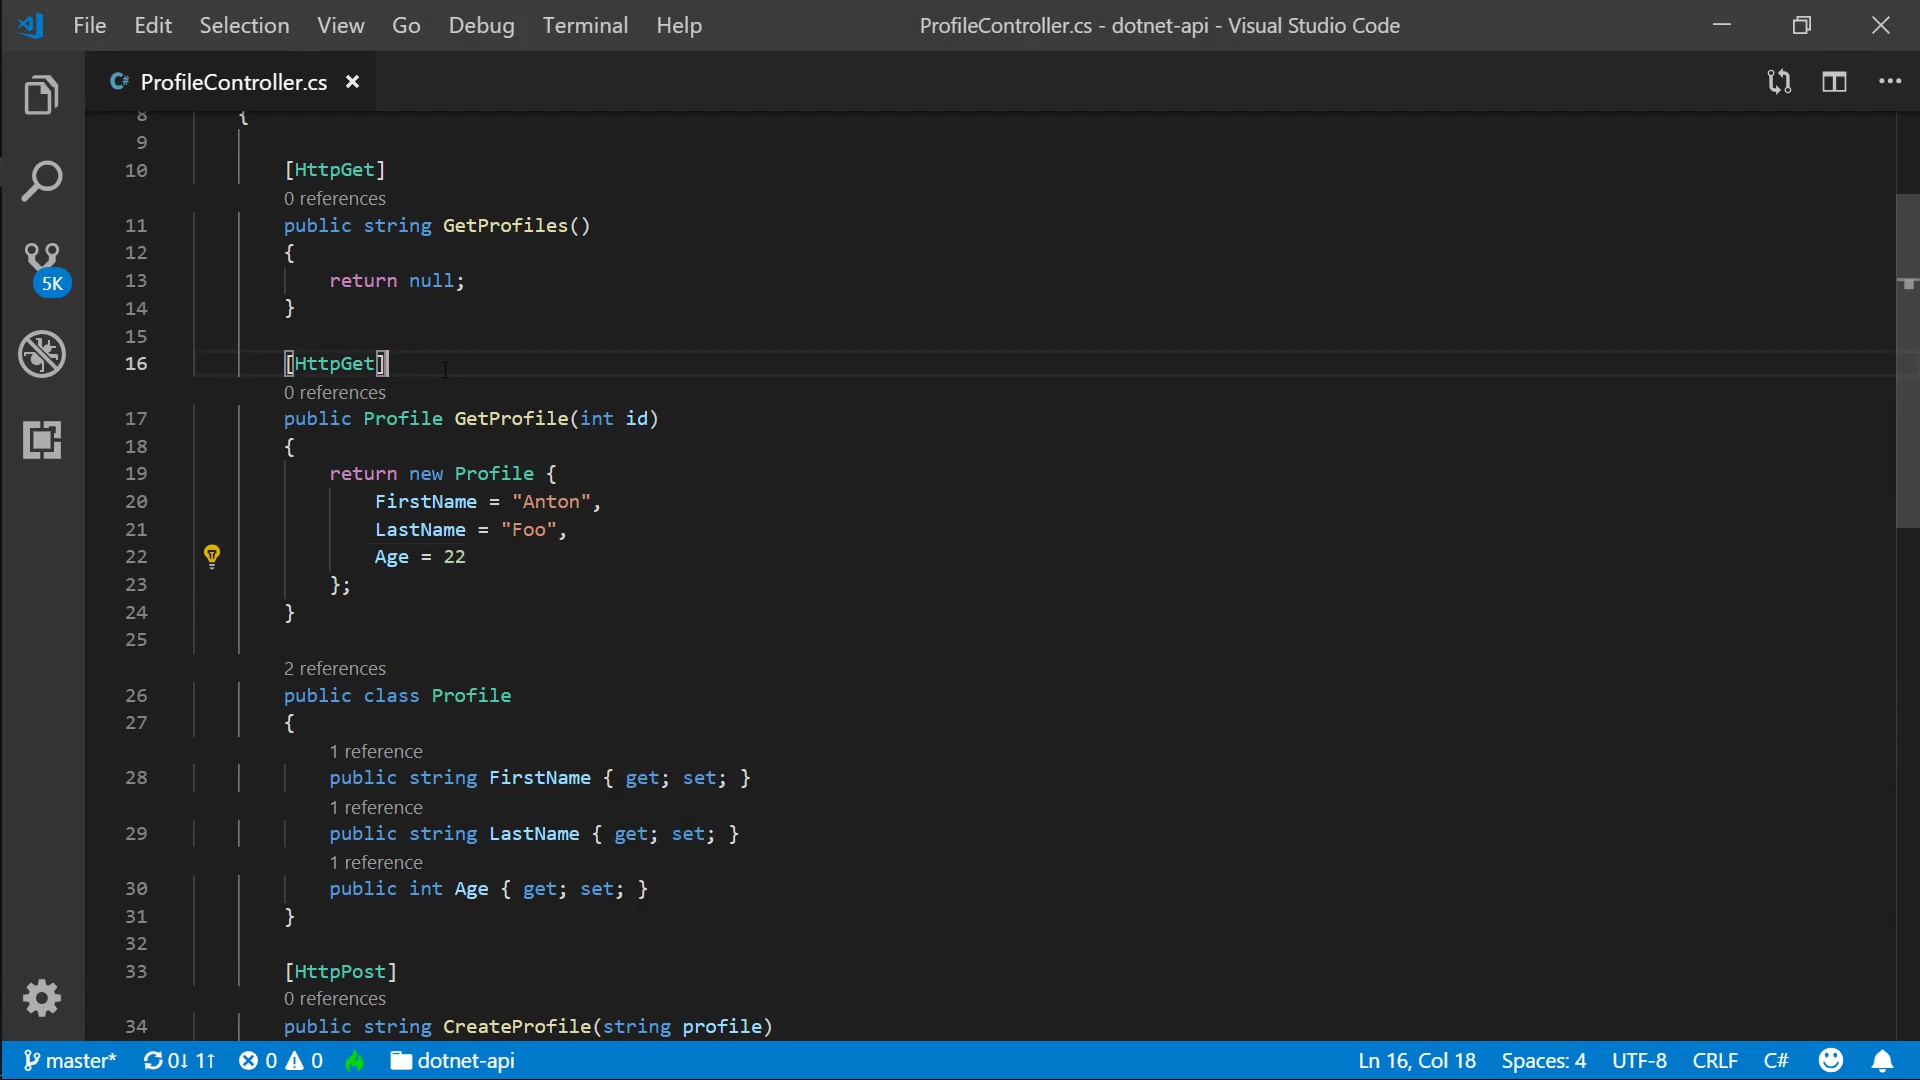 File Edit Selection View Go Debug Terminal Help ProfileController.cs - dotnet-api - Visual Studio Code
C# ProfileController.cs
8 {
9
10 [HttpGet]
0 references
11 public string GetProfiles()
12 {
13 return null;
14 }
15
16 [HttpGet]
0 references
17 public Profile GetProfile(int id)
18 {
19 return new Profile {
20 FirstName = "Anton",
21 LastName = "Foo",
22 Age = 22
23 };
24 }
25
2 references
26 public class Profile
27 {
1 reference
28 public string FirstName { get; set; }
1 reference
29 public string LastName { get; set; }
1 reference
30 public int Age { get; set; }
31 }
32
33 [HttpPost]
0 references
34 public string CreateProfile(string profile)
5K
master* 0↓ 1↑ 0 0 dotnet-api Ln 16, Col 18 Spaces: 4 UTF-8 CRLF C#